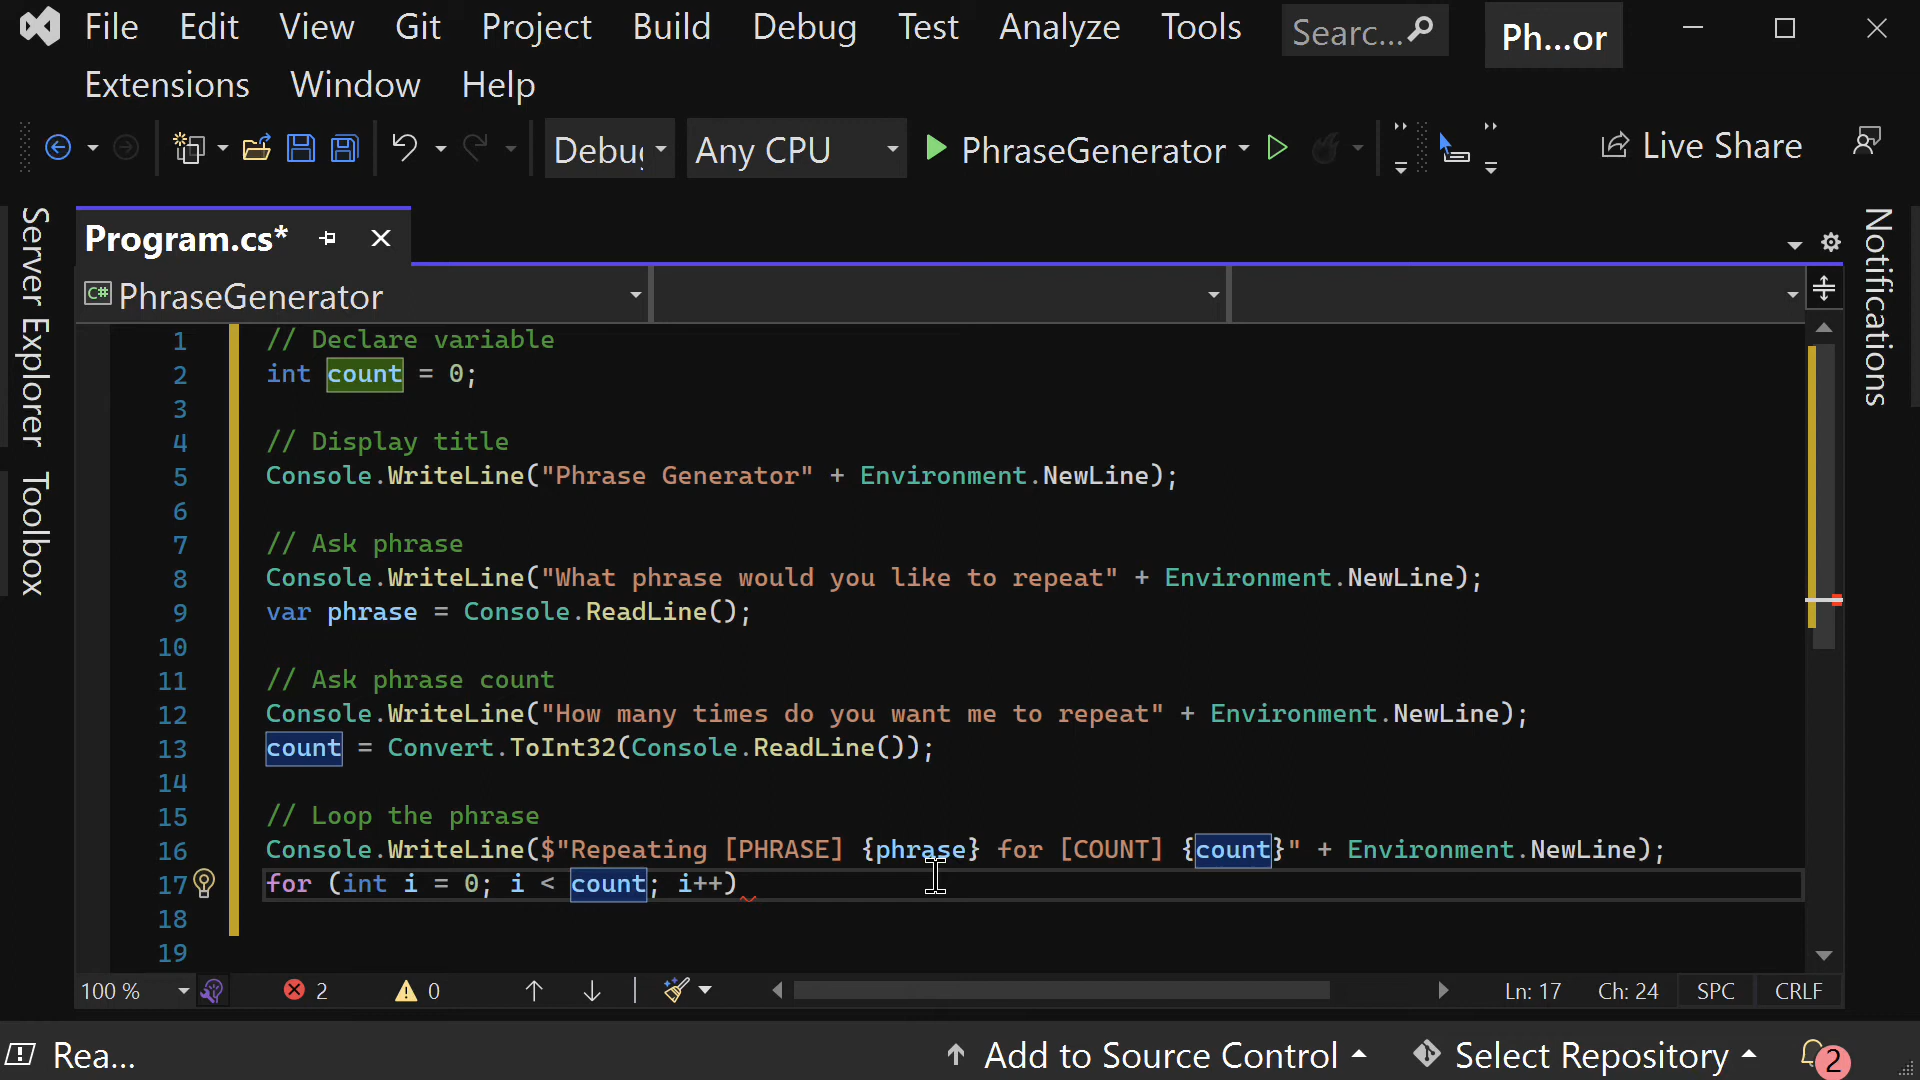 File Edit View Git Project Build Debug Test Analyze Tools Searc... Ph...or
Extensions Window Help
Debu Any CPU PhraseGenerator Live Share
Server Explorer
Toolbox
Notifications
Program.cs*
C# PhraseGenerator
1 // Declare variable
2 int count = 0;
3
4 // Display title
5 Console.WriteLine("Phrase Generator" + Environment.NewLine);
6
7 // Ask phrase
8 Console.WriteLine("What phrase would you like to repeat" + Environment.NewLine);
9 var phrase = Console.ReadLine();
10
11 // Ask phrase count
12 Console.WriteLine("How many times do you want me to repeat" + Environment.NewLine);
13 count = Convert.ToInt32(Console.ReadLine());
14
15 // Loop the phrase
16 Console.WriteLine($"Repeating [PHRASE] {phrase} for [COUNT] {count}" + Environment.NewLine);
17 for (int i = 0; i < count; i++)
18
19
100 % 2 0 Ln: 17 Ch: 24 SPC CRLF
Rea... Add to Source Control Select Repository 2